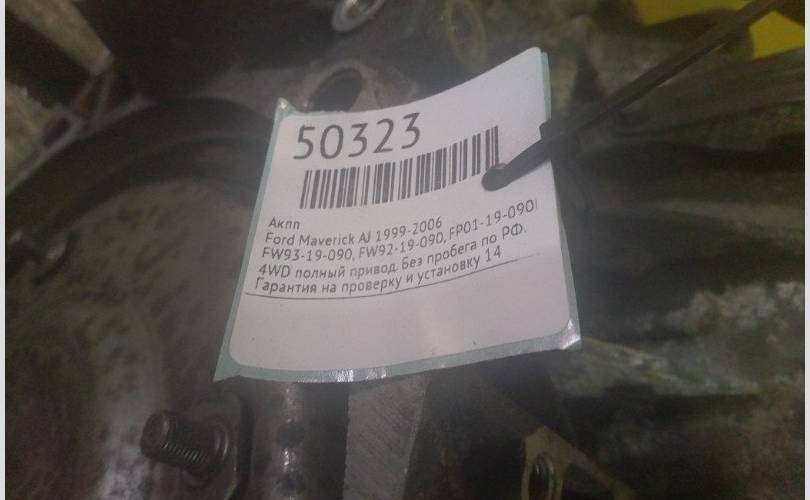 50323
Акпп
Ford Maverick AJ 1999-2006
FW93-19-090, FW92-19-090, FP01-19-090
4WD полный привод. Без пробега по РФ.
Гарантия на проверку и установку 14